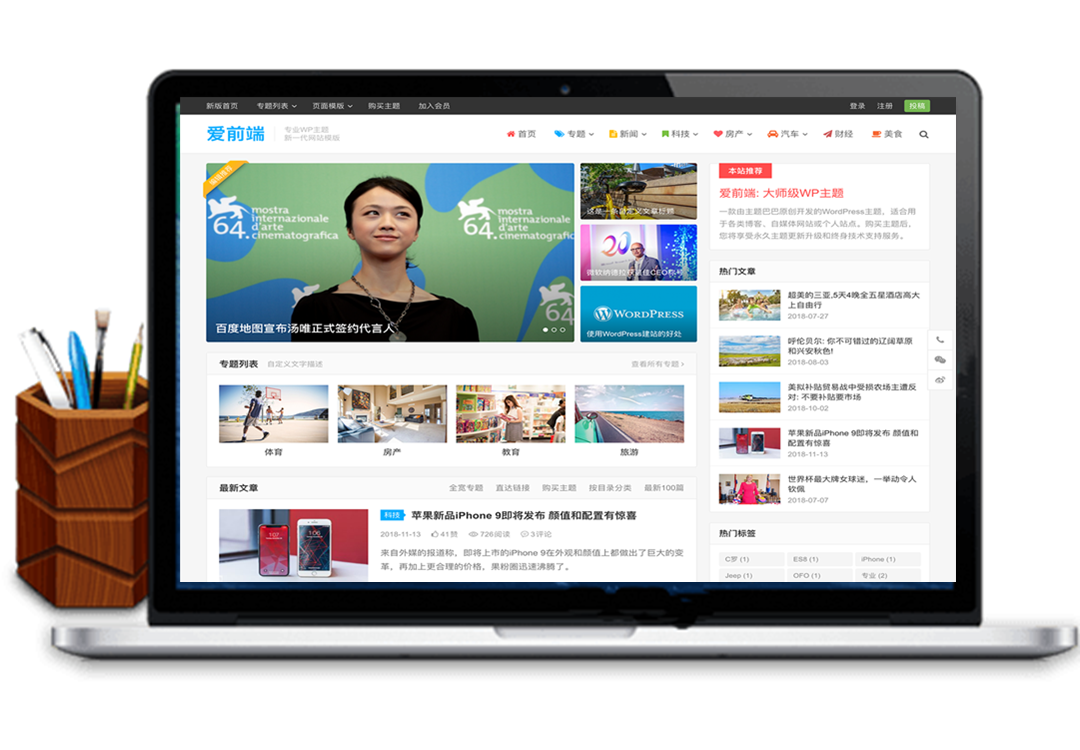 新版首页 专题列表 页面模版 购买主题 加入会员 登录 注册 投稿
爱前端
专业WP主题
新一代网站模版
首页 专题 新闻 科技 房产 汽车 财经 美食
mostra
internazionale
d'arte
cinematografica
64.
mostra
internazionale
d'arte
cinematografica
64.
64
百度地图宣布汤唯正式签约代言人
20
WordPress
使用WordPress建站的好处
本站推荐
爱前端: 大师级WP主题
一款由主题巴巴原创开发的WordPress主题，适合用
于各类博客、自媒体网站或个人站点。购买主题后,
您将享受永久主题更新升级和终身技术支持服务。
热门文章
超美的三亚,5天4晚全五星酒店高大
上自由行
2018-07-27
呼伦贝尔: 你不可错过的辽阔草原
和兴安秋色!
2018-08-03
美拟补贴贸易战中受损农场主遭反
对: 不要补贴要市场
2018-10-02
苹果新品iPhone 9即将发布 颜值和
配置有惊喜
2018-11-13
世界杯最大牌女球迷，一举动令人
钦佩
2018-07-07
专题列表 自定义文字描述 查看所有专题 ›
体育 房产 教育 旅游
最新文章 全宽专题 直达链接 购买主题 按目录分类 最新100篇
科技 苹果新品iPhone 9即将发布 颜值和配置有惊喜
2018-11-13 41赞 726阅读 3评论
来自外媒的报道称，即将上市的iPhone 9在外观和颜值上都做出了巨大的变
革，再加上更合理的价格，果粉圈迅速沸腾了。
热门标签
C罗 (1) ES8 (1) iPhone (1)
Jeep (1) OFO (1) 专业 (2)